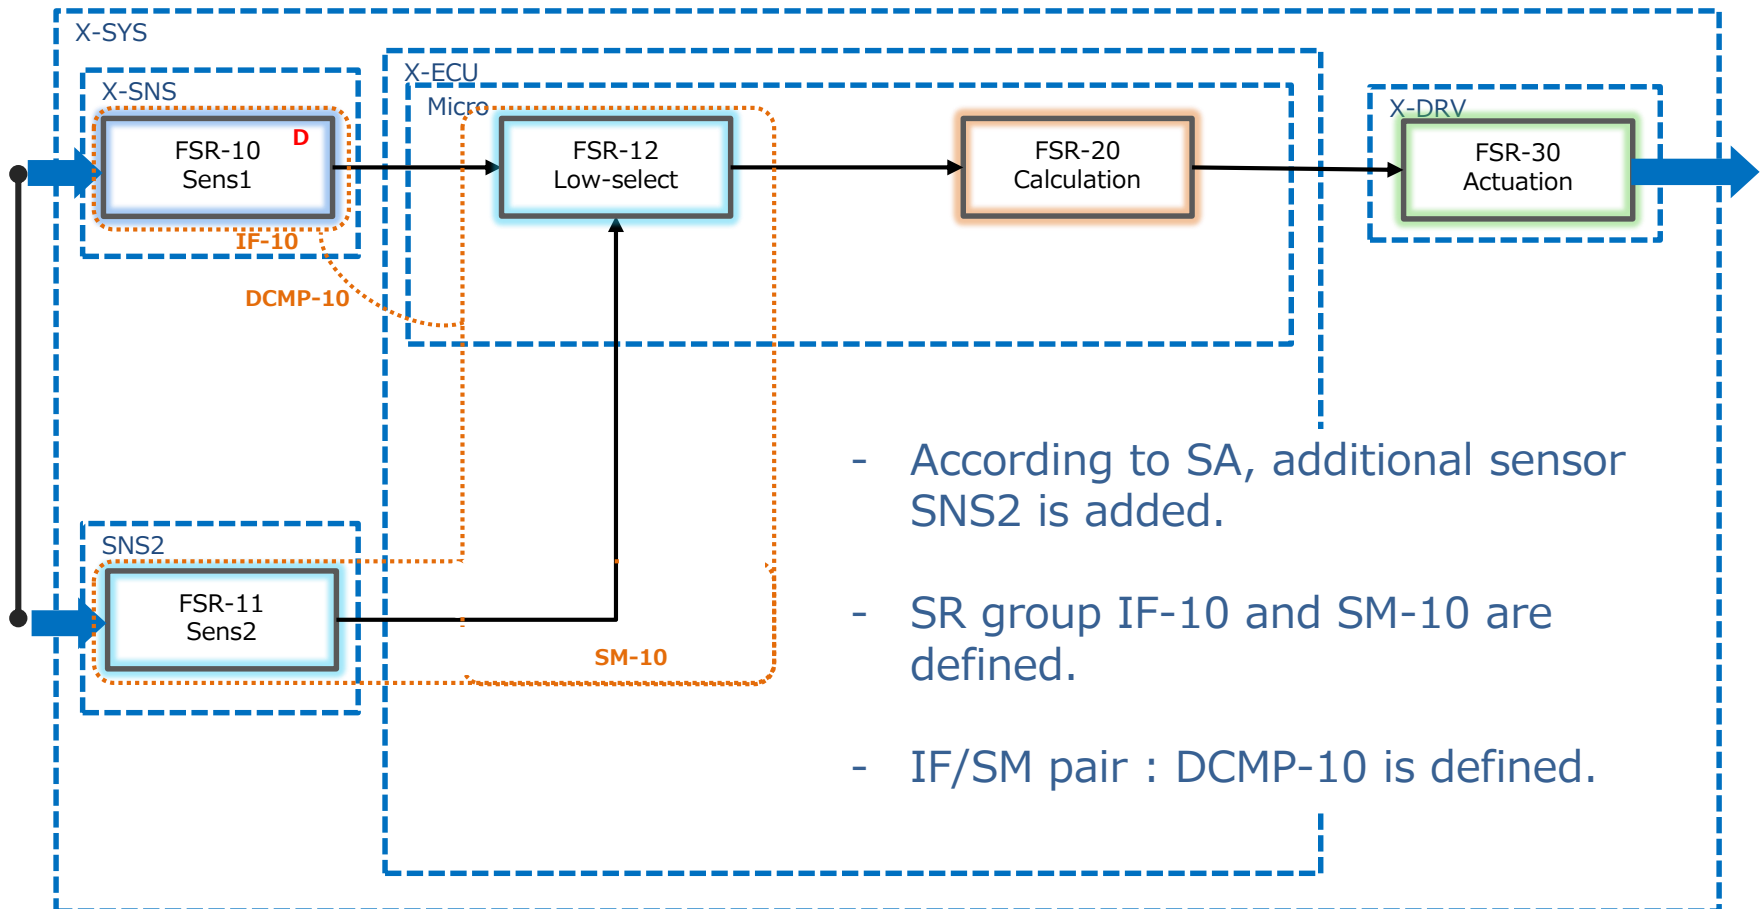 X-SYS
X-SNS
X-ECU
Micro
X-DRV
FSR-10
Sens1
D
FSR-12
Low-select
FSR-20
Calculation
FSR-30
Actuation
IF-10
DCMP-10
SNS2
FSR-11
Sens2
SM-10
- According to SA, additional sensor
SNS2 is added.
- SR group IF-10 and SM-10 are
defined.
- IF/SM pair : DCMP-10 is defined.